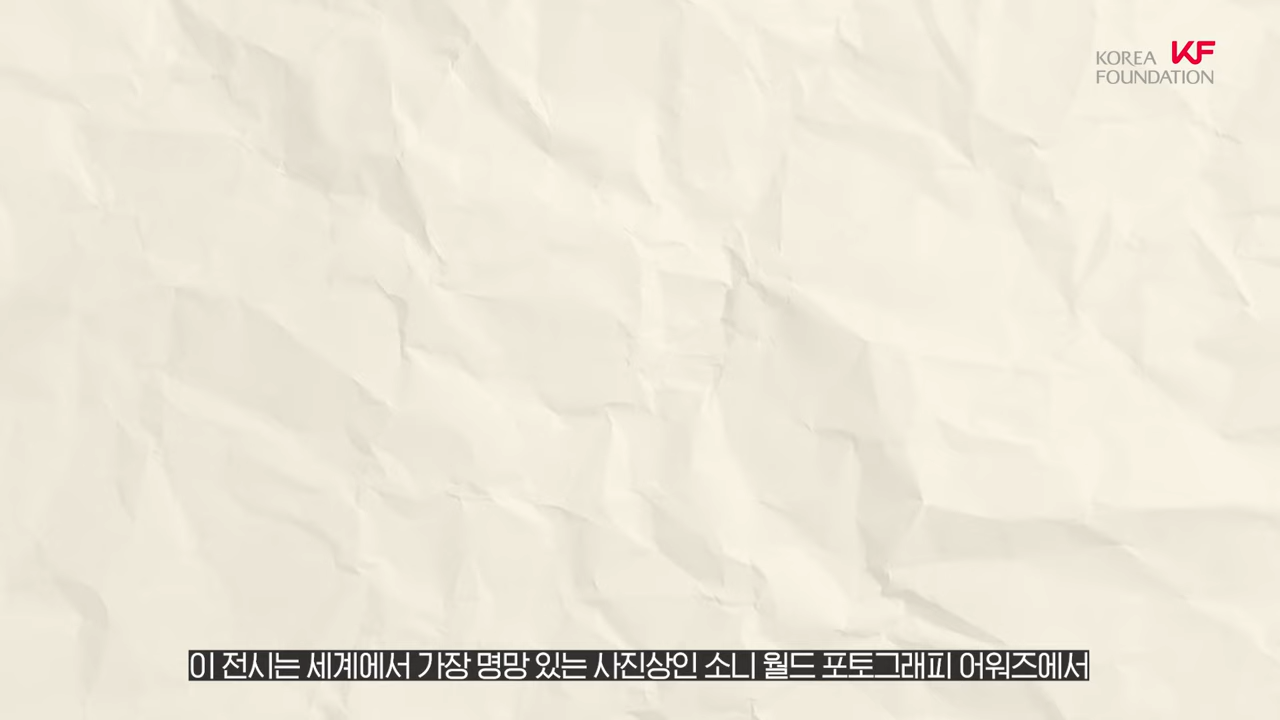 KOREA KF
FOUNDATION
이 전시는 세계에서 가장 명망 있는 사진상인 소니 월드 포토그래피 어워즈에서